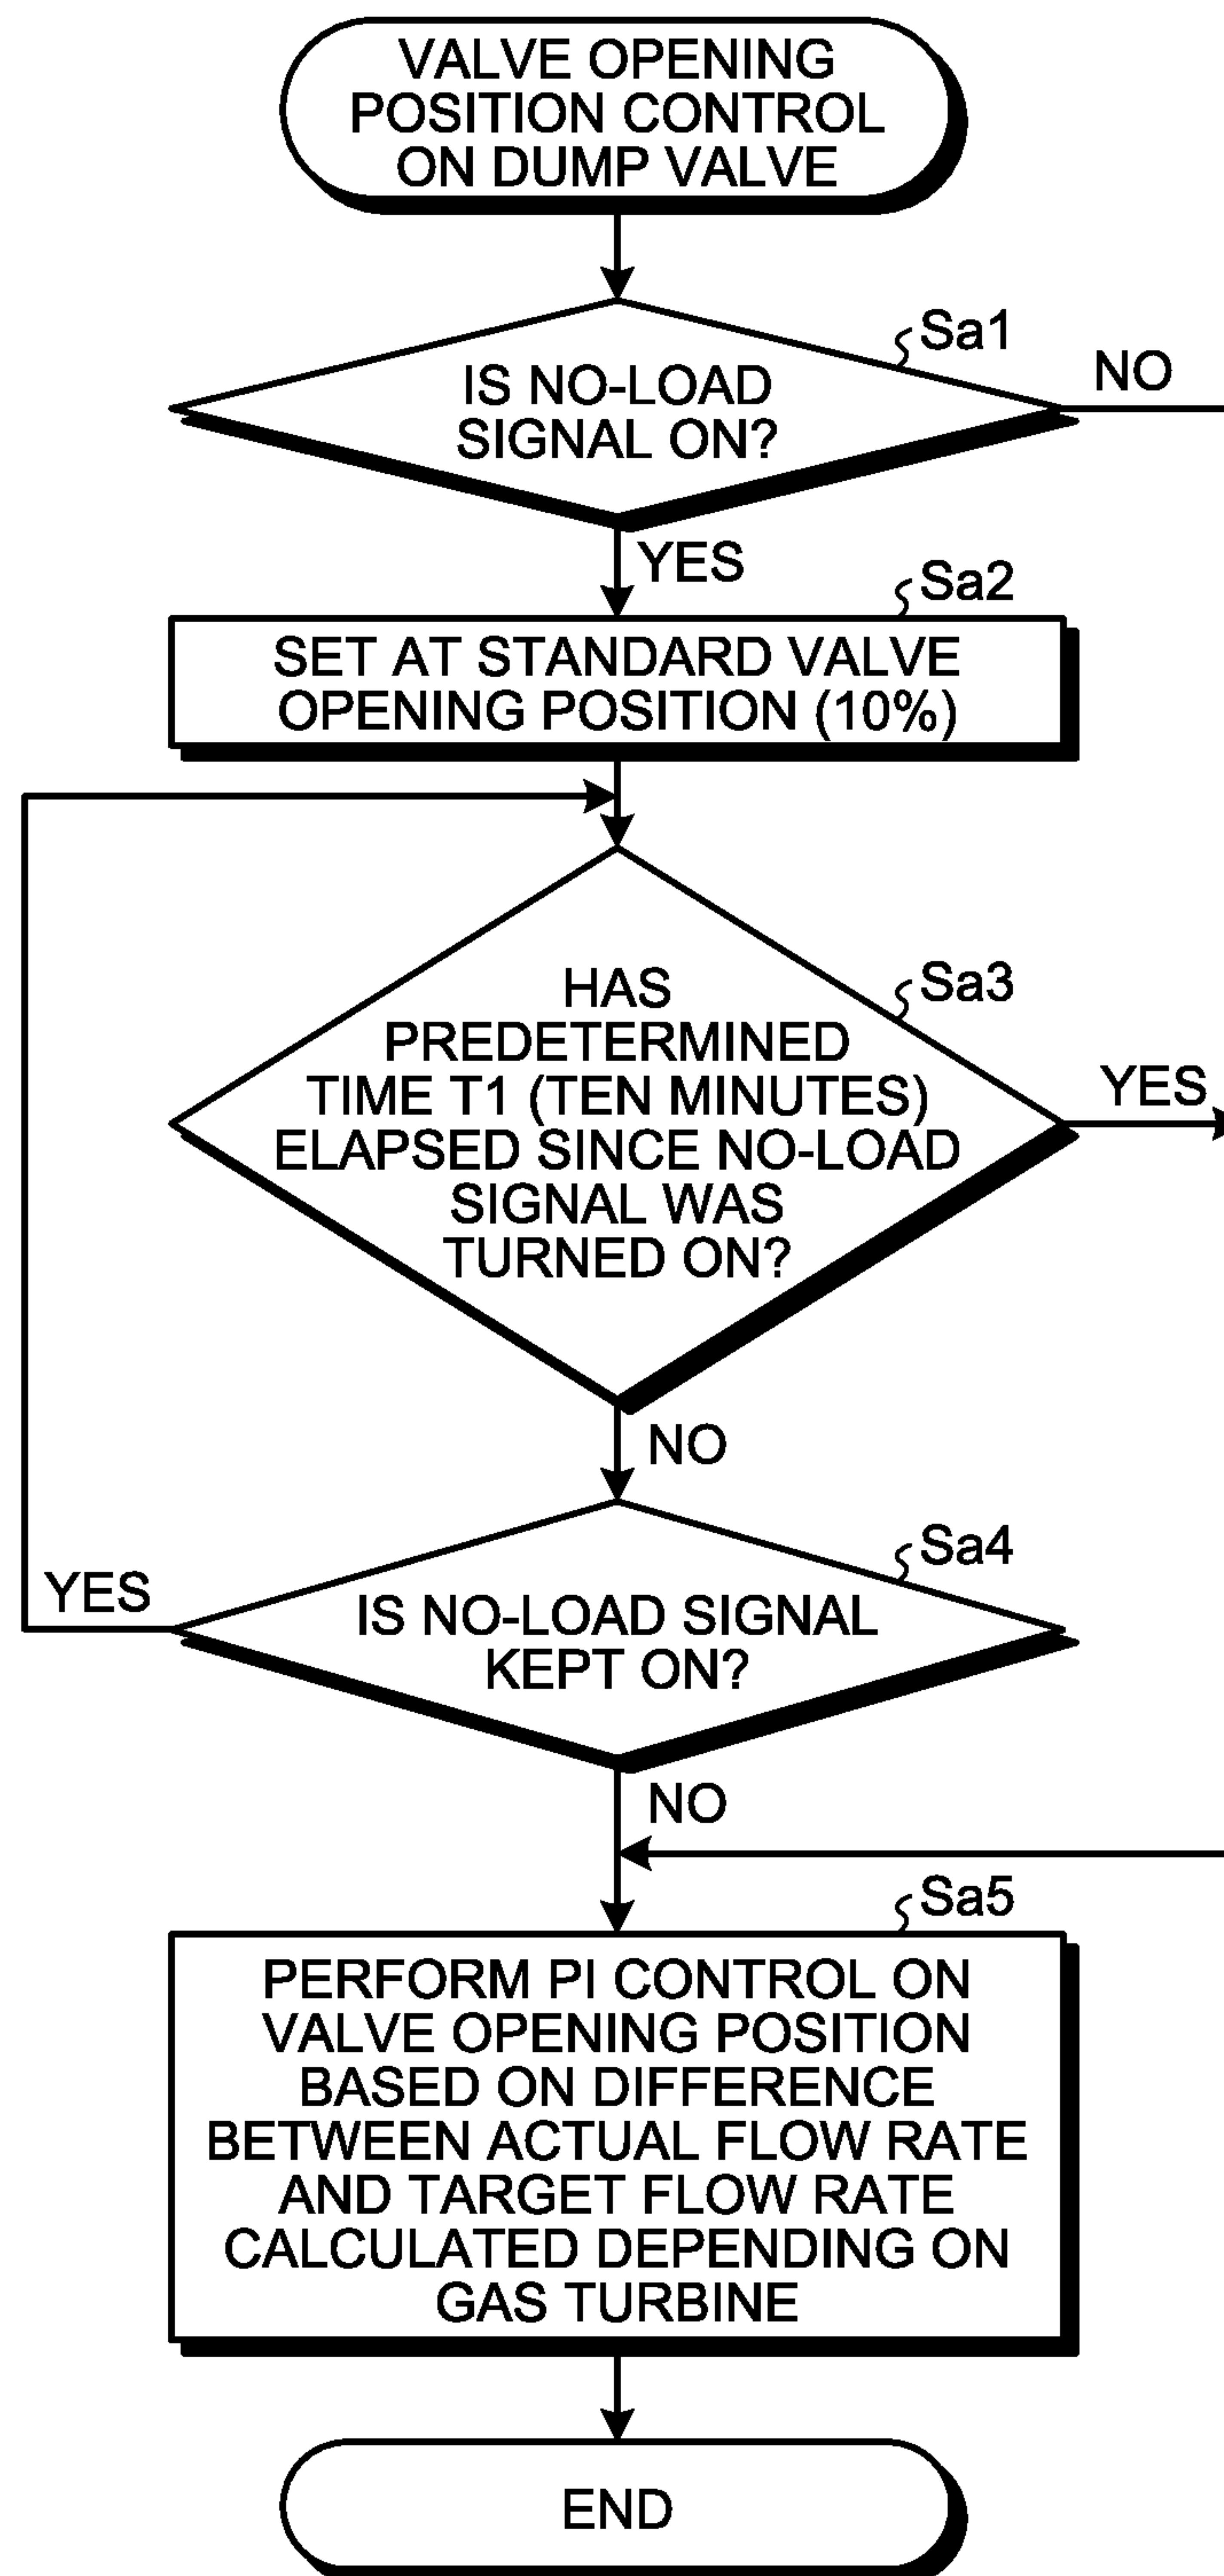 VALVE OPENING
POSITION CONTROL
ON DUMP VALVE
Sa1
IS NO-LOAD
SIGNAL ON?
NO
YES
Sa2
SET AT STANDARD VALVE
OPENING POSITION (10%)
Sa3
HAS
PREDETERMINED
TIME T1 (TEN MINUTES)
ELAPSED SINCE NO-LOAD
SIGNAL WAS
TURNED ON?
YES
NO
Sa4
IS NO-LOAD SIGNAL
KEPT ON?
YES
NO
Sa5
PERFORM PI CONTROL ON
VALVE OPENING POSITION
BASED ON DIFFERENCE
BETWEEN ACTUAL FLOW RATE
AND TARGET FLOW RATE
CALCULATED DEPENDING ON
GAS TURBINE
END